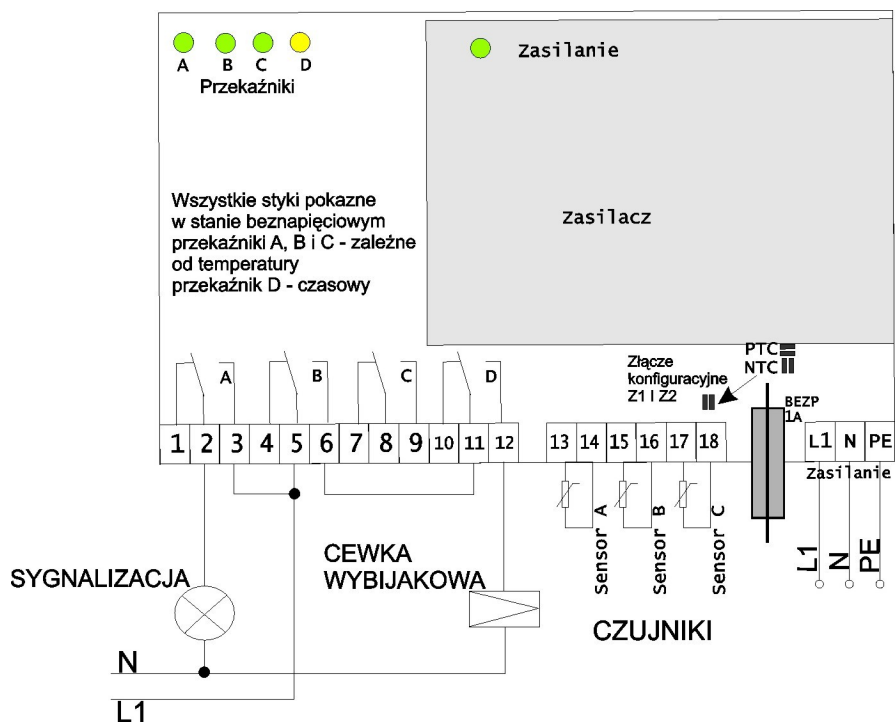 A B C D
Przekaźniki
Zasilanie
Wszystkie styki pokazne
w stanie beznapięciowym
przekaźniki A, B i C - zależne
od temperatury
przekaźnik D - czasowy
Zasilacz
A B C D
Złącze
konfiguracyjne
Z1 I Z2
PTC
NTC
BEZP
1A
1 2 3 4 5 6 7 8 9 10 11 12
13 14 15 16 17 18
L1 N PE
Zasilanie
Sensor A
Sensor B
Sensor C
L1
N
PE
SYGNALIZACJA
CEWKA
WYBIJAKOWA
CZUJNIKI
N
L1